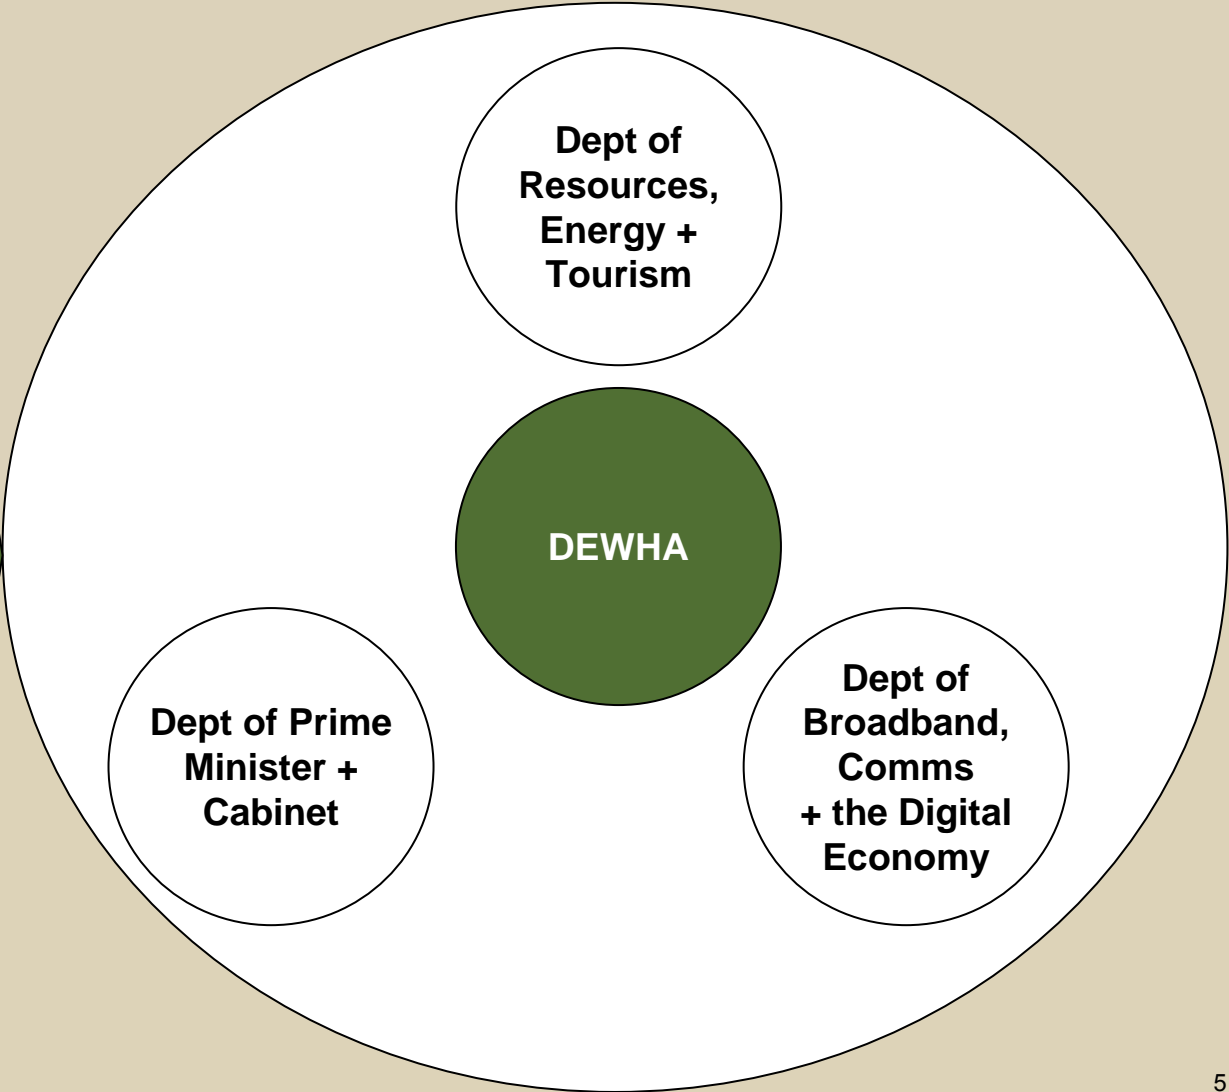 Dept of
Resources,
Energy +
Tourism
DEWHA
Dept of Prime
Minister +
Cabinet
Dept of
Broadband,
Comms
+ the Digital
Economy
5